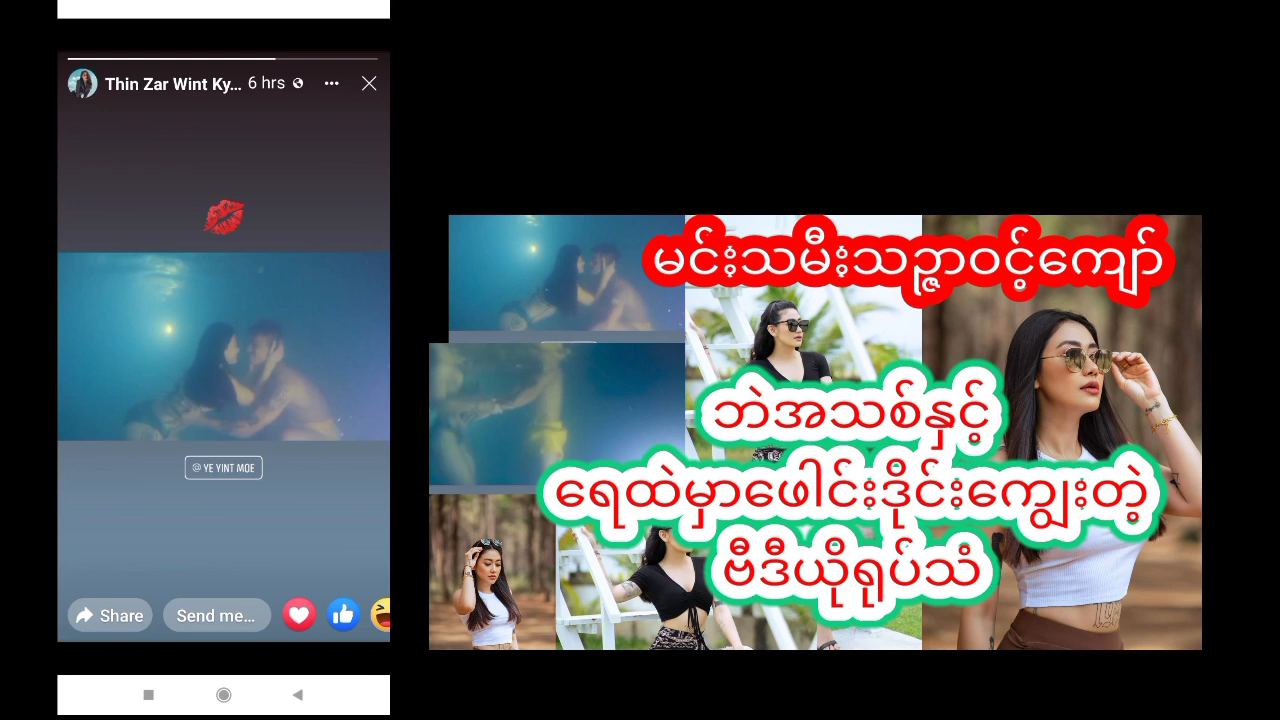 Thin Zar Wint Ky... 6 hrs
@ YE YINT MOE
Share
Send me...
မင်းသမီးသဉ္ဇာဝင့်ကျော်
ဘဲအသစ်နှင့်
ရေထဲမှာဖေါင်းဒိုင်းကျွေးတဲ့
ဗီဒီယိုရုပ်သံ